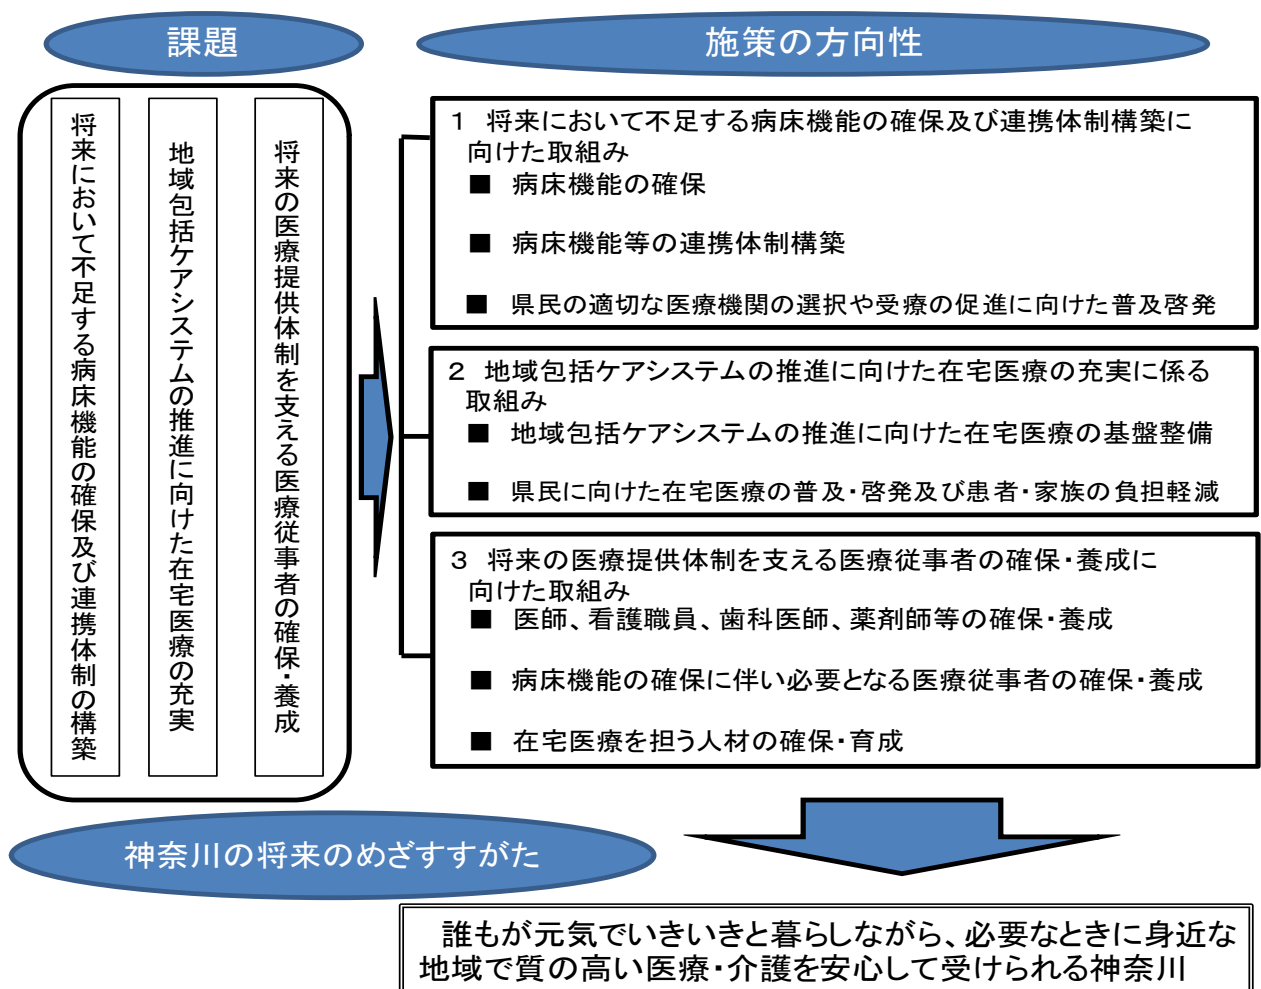 課題
施策の方向性
将来において不足する病床機能の確保及び連携体制の構築
地域包括ケアシステムの推進に向けた在宅医療の充実
将来の医療提供体制を支える医療従事者の確保・養成
1 将来において不足する病床機能の確保及び連携体制構築に
向けた取組み
■ 病床機能の確保
■ 病床機能等の連携体制構築
■ 県民の適切な医療機関の選択や受療の促進に向けた普及啓発
2 地域包括ケアシステムの推進に向けた在宅医療の充実に係る
取組み
■ 地域包括ケアシステムの推進に向けた在宅医療の基盤整備
■ 県民に向けた在宅医療の普及・啓発及び患者・家族の負担軽減
3 将来の医療提供体制を支える医療従事者の確保・養成に
向けた取組み
■ 医師、看護職員、歯科医師、薬剤師等の確保・養成
■ 病床機能の確保に伴い必要となる医療従事者の確保・養成
■ 在宅医療を担う人材の確保・育成
神奈川の将来のめざすすがた
誰もが元気でいきいきと暮らしながら、必要なときに身近な
地域で質の高い医療・介護を安心して受けられる神奈川